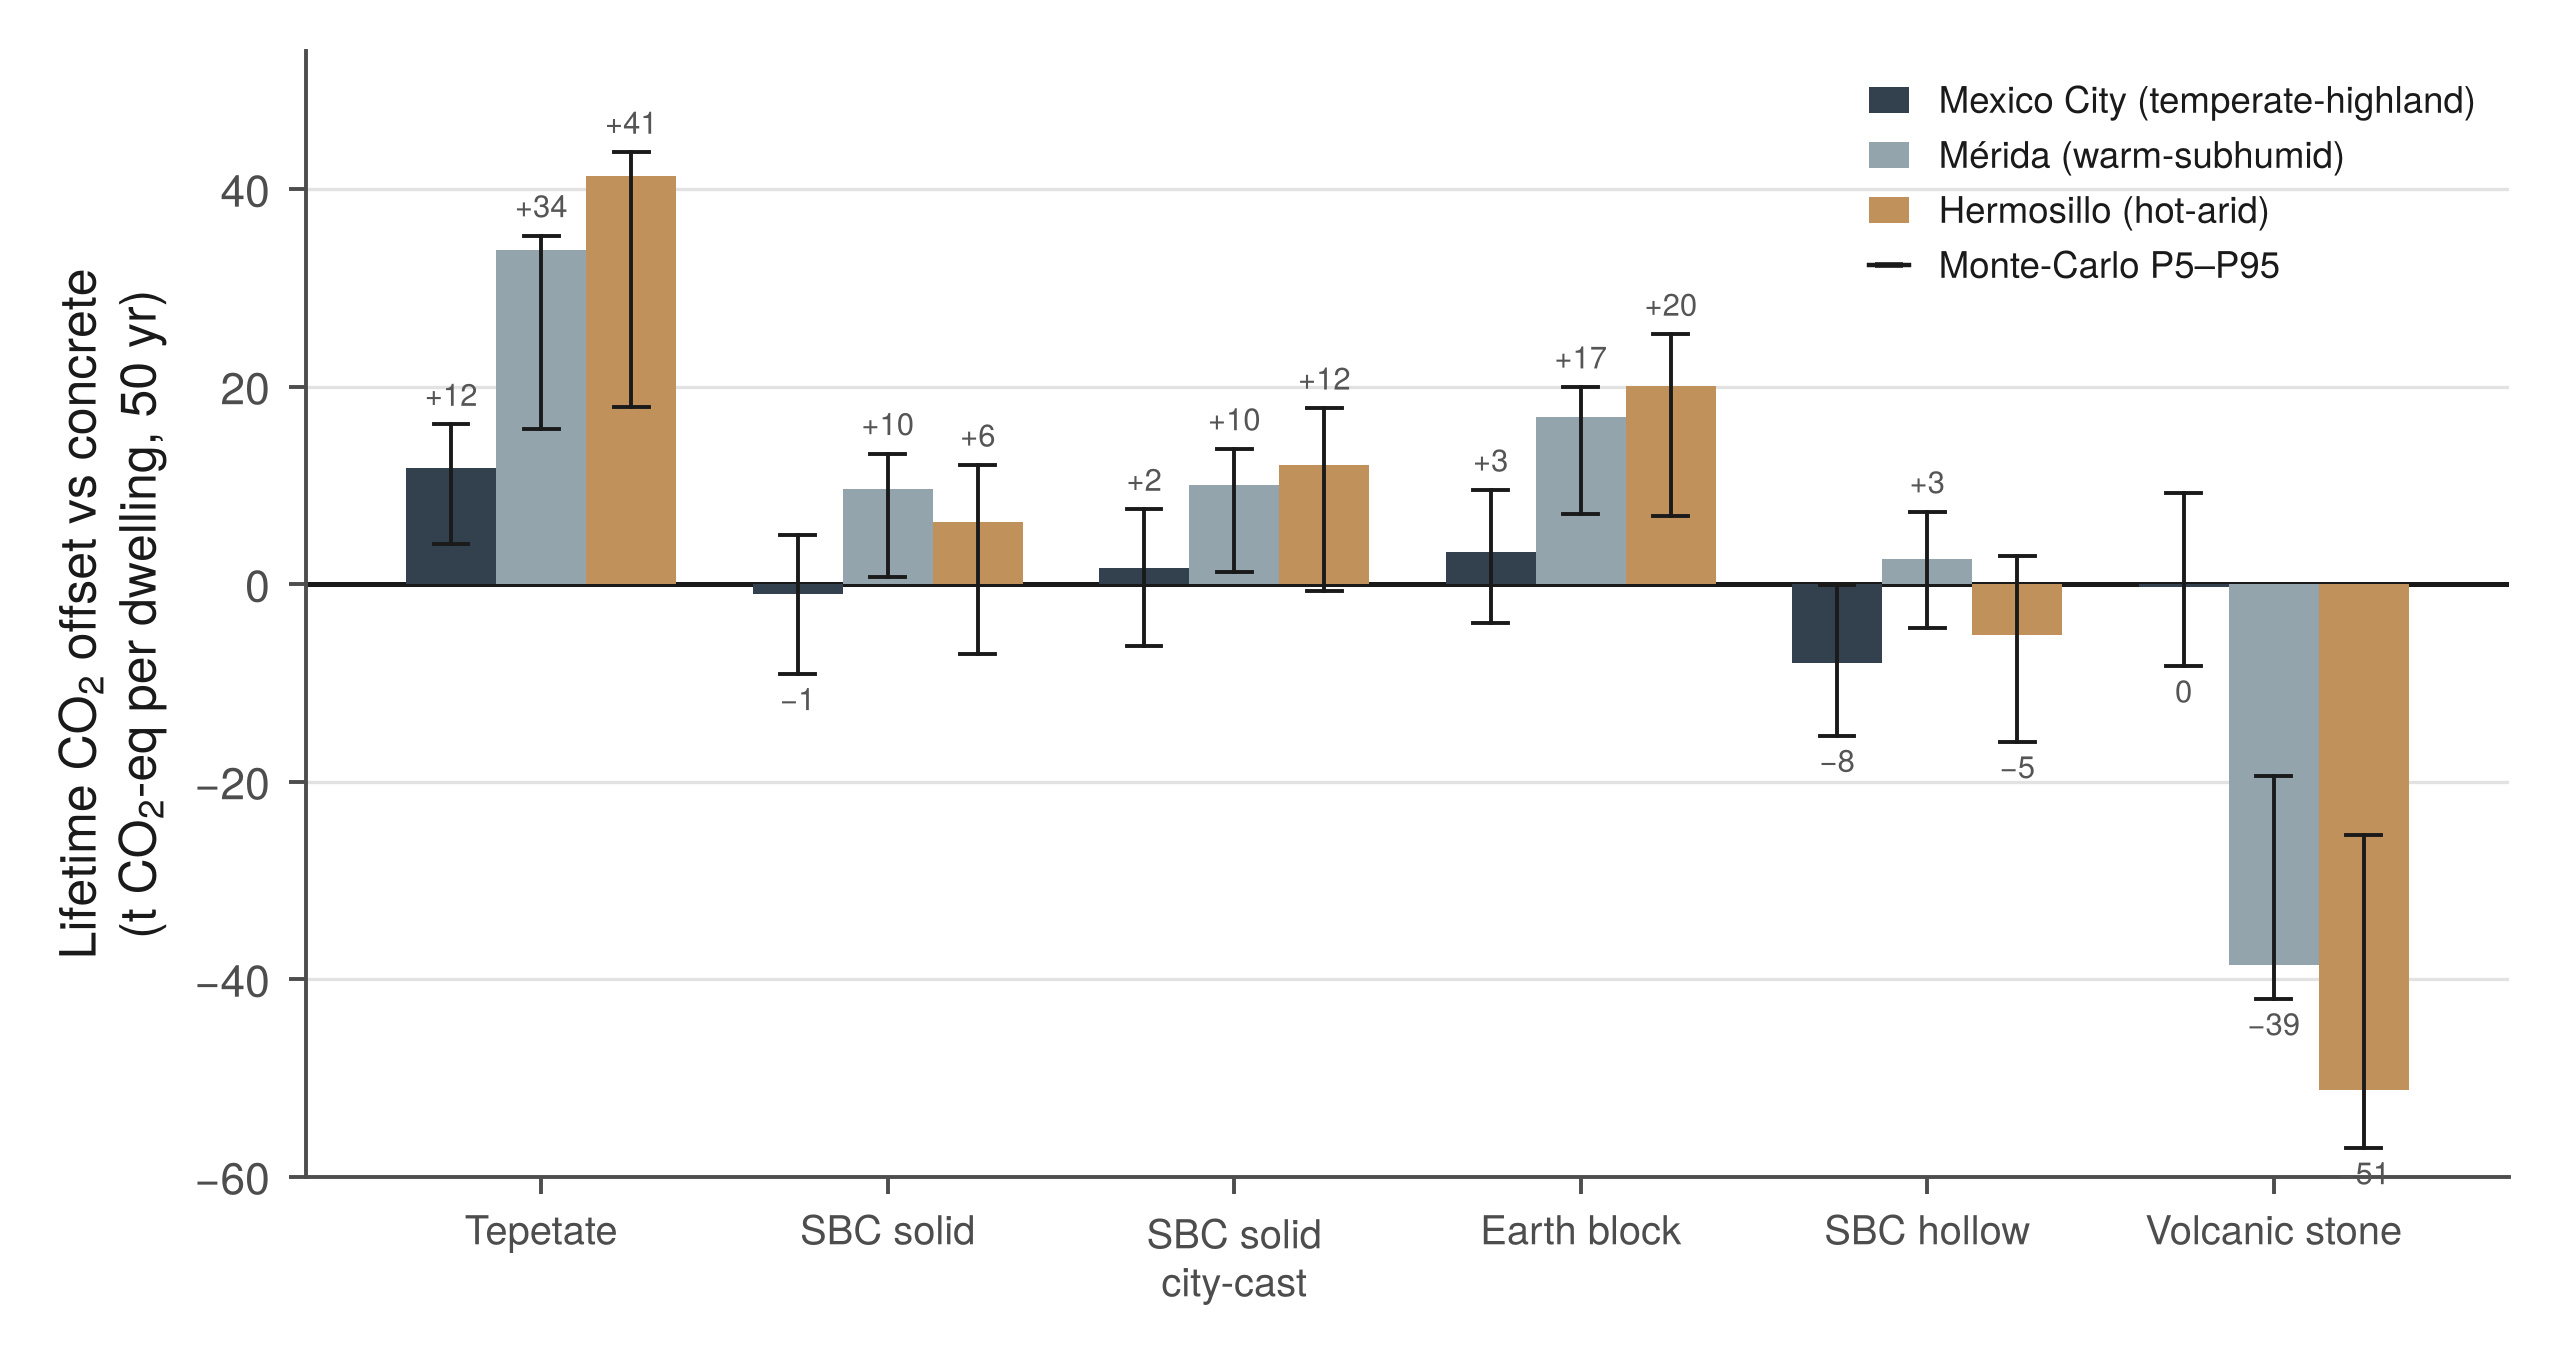 Lifetime CO₂ offset vs concrete
(t CO₂-eq per dwelling, 50 yr)
40
20
0
−20
−40
−60
Mexico City (temperate-highland)
Mérida (warm-subhumid)
Hermosillo (hot-arid)
Monte-Carlo P5–P95
+12
+34
+41
−1
+10
+6
+2
+10
+12
+3
+17
+20
−8
+3
−5
0
−39
51
Tepetate
SBC solid
SBC solid
city-cast
Earth block
SBC hollow
Volcanic stone